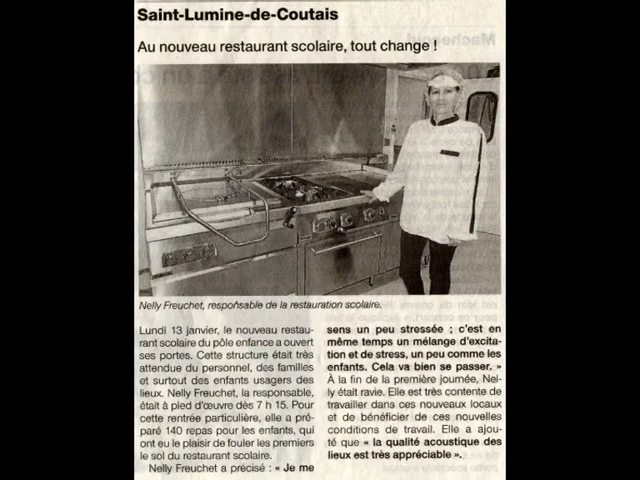 Saint-Lumine-de-Coutais
Au nouveau restaurant scolaire, tout change !
Nelly Freuchet, responsable de la restauration scolaire.
Lundi 13 janvier, le nouveau restau-
rant scolaire du pôle enfance a ouvert
ses portes. Cette structure était très
attendue du personnel, des familles
et surtout des enfants usagers des
lieux. Nelly Freuchet, la responsable,
était à pied d'œuvre dès 7 h 15. Pour
cette rentrée particulière, elle a pré-
paré 140 repas pour les enfants, qui
ont eu le plaisir de fouler les premiers
le sol du restaurant scolaire.
Nelly Freuchet a précisé : « Je me
sens un peu stressée ; c'est en
même temps un mélange d'excita-
tion et de stress, un peu comme les
enfants. Cela va bien se passer. »
À la fin de la première journée, Nel-
ly était ravie. Elle est très contente de
travailler dans ces nouveaux locaux
et de bénéficier de ces nouvelles
conditions de travail. Elle a ajou-
té que « la qualité acoustique des
lieux est très appréciable ».